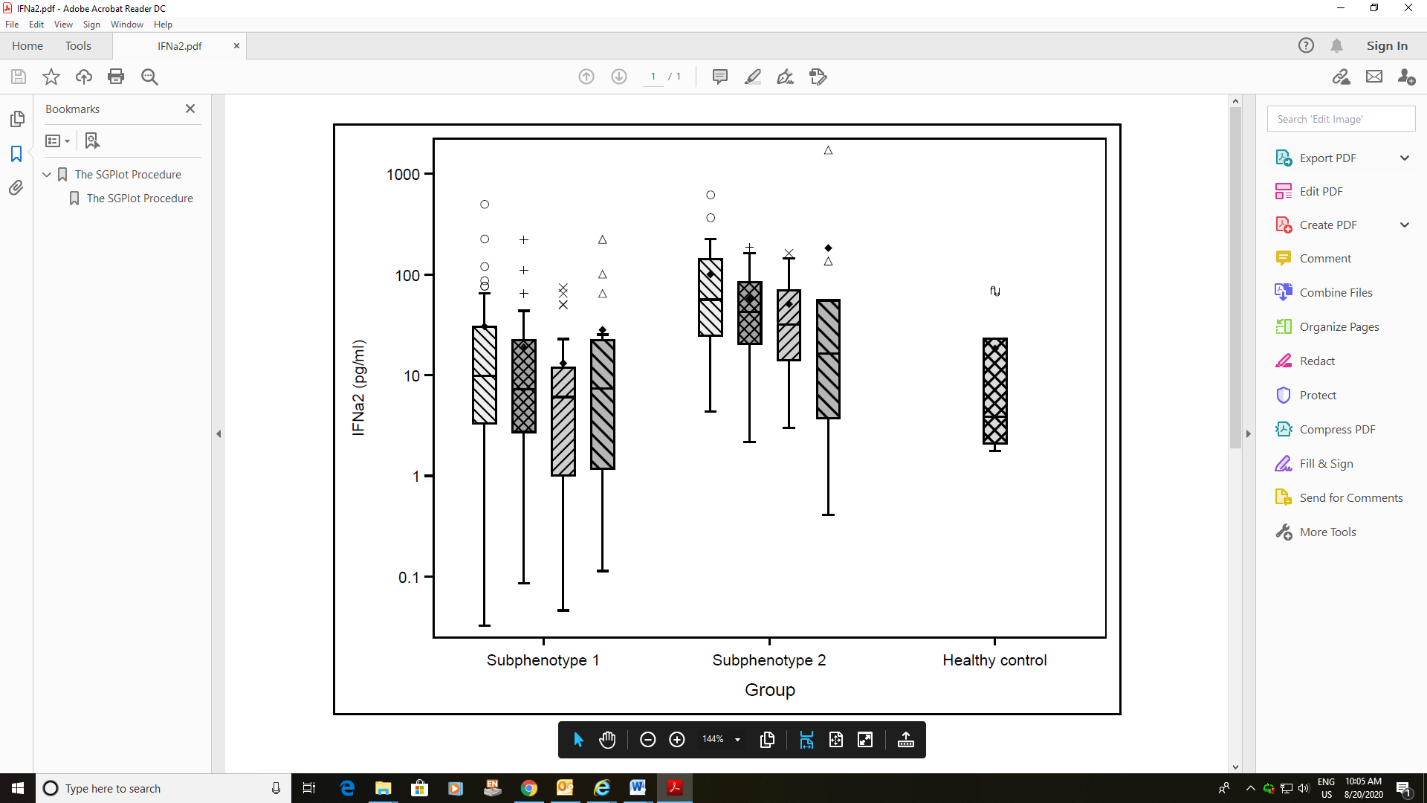 IFNa2.pdf - Adobe Acrobat Reader DC
File Edit View Sign Window Help
Home Tools IFNa2.pdf × Sign In
1 / 1
Bookmarks
The SGPlot Procedure
The SGPlot Procedure
1000
100
10
1
0.1
IFNa2 (pg/ml)
Subphenotype 1 Subphenotype 2 Healthy control
Group
144%
Search 'Edit Image'
Export PDF
Edit PDF
Create PDF
Comment
Combine Files
Organize Pages
Redact
Protect
Compress PDF
Fill & Sign
Send for Comments
More Tools
Type here to search
EN
ENG
US
10:05 AM
8/20/2020
1